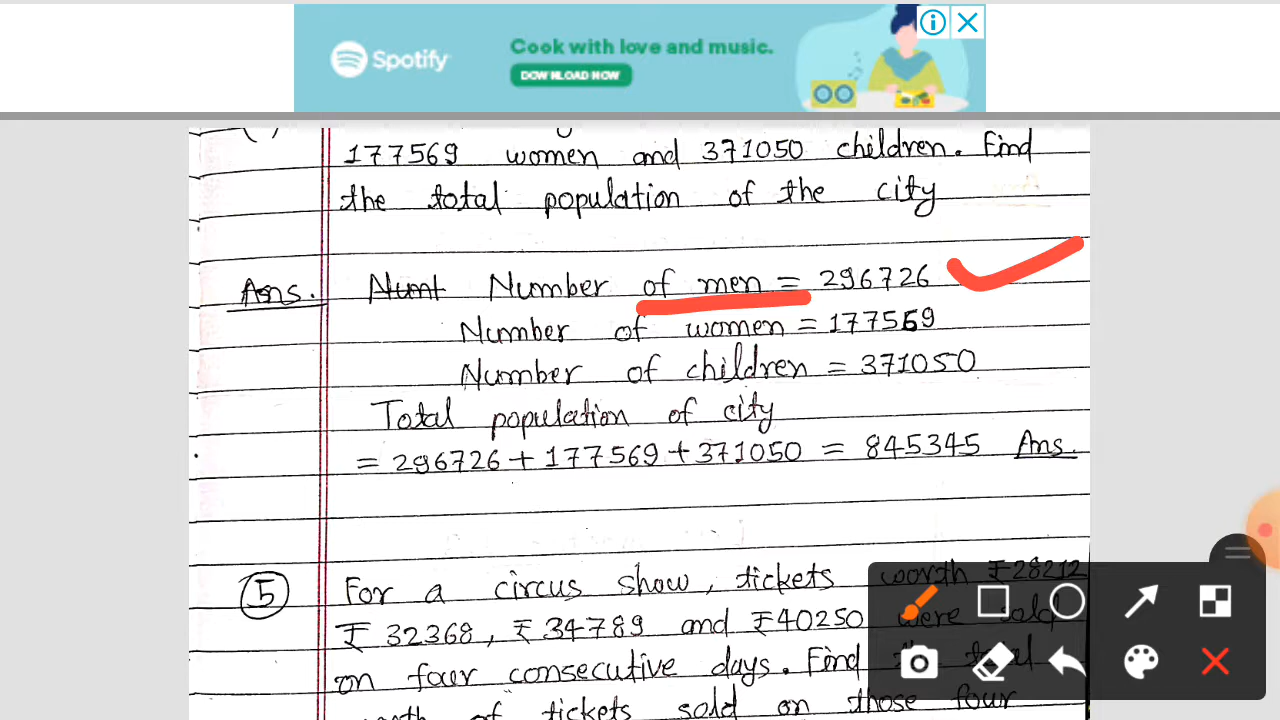 Spotify
Cook with love and music.
DOWNLOAD NOW
177569 women and 371050 children. Find
the total population of the city
Ans. Number of men = 296726
Number of women = 177569
Number of children = 371050
Total population of city
= 296726 + 177569 + 371050 = 845345 Ans.
5 For a circus show, tickets worth ₹28212
₹ 32368, ₹34789 and ₹40250 were sold
on four consecutive days. Find the total
of tickets sold on those four